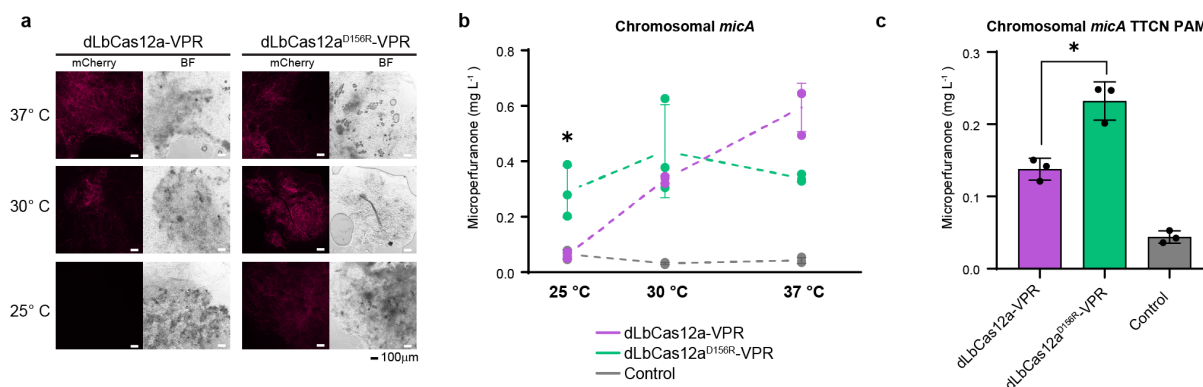 a
dLbCas12a-VPR
dLbCas12aD156R-VPR
mCherry
BF
mCherry
BF
37° C
30° C
25° C
100μm
b
Chromosomal micA
Microperfuranone (mg L-1)
0.8
0.6
0.4
0.2
0.0
*
25 °C
30 °C
37 °C
dLbCas12a-VPR
dLbCas12aD156R-VPR
Control
c
Chromosomal micA TTCN PAM
Microperfuranone (mg L-1)
0.3
0.2
0.1
0.0
*
dLbCas12a-VPR
dLbCas12aD156R-VPR
Control